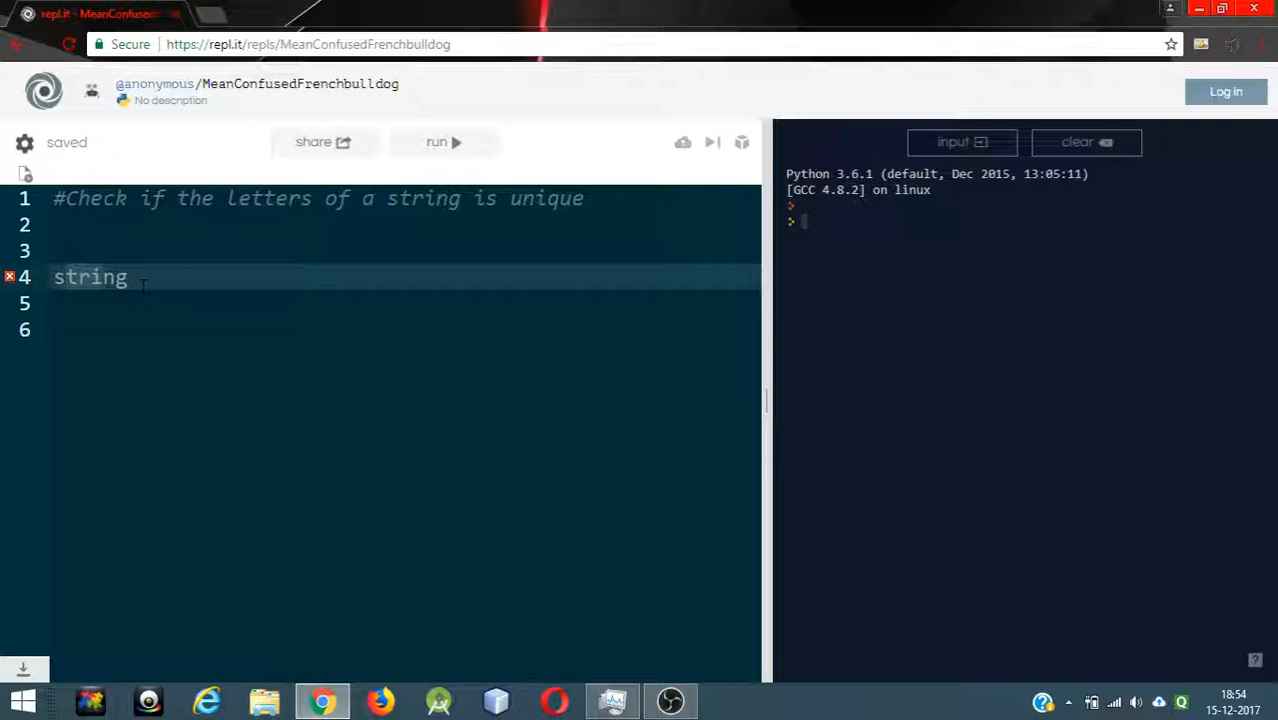 repl.it - MeanConfused
Secure
https://repl.it/repls/MeanConfusedFrenchbulldog
@anonymous/MeanConfusedFrenchbulldog
No description
Log in
saved
share
run
input
clear
1 #Check if the letters of a string is unique
2
3
4 string
5
6
Python 3.6.1 (default, Dec 2015, 13:05:11)
[GCC 4.8.2] on linux
>
>
?
18:54
15-12-2017